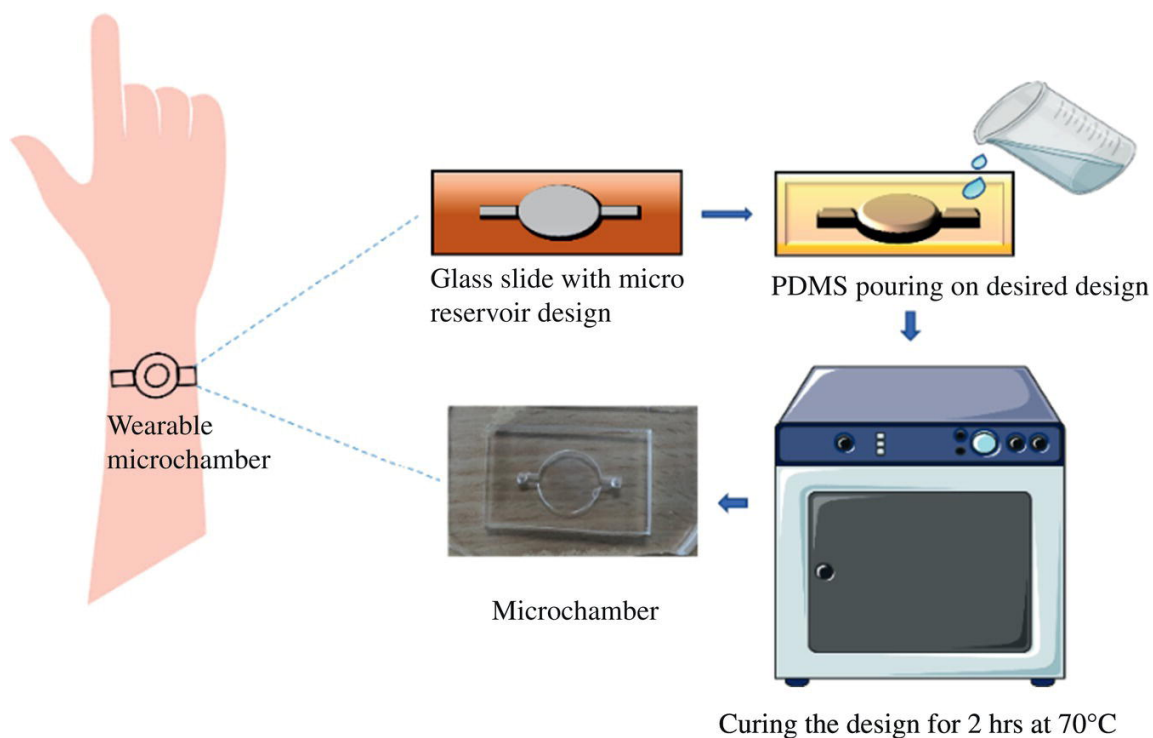 Glass slide with micro
reservoir design
PDMS pouring on desired design
Wearable
microchamber
Microchamber
Curing the design for 2 hrs at 70°C